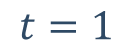 t = 1